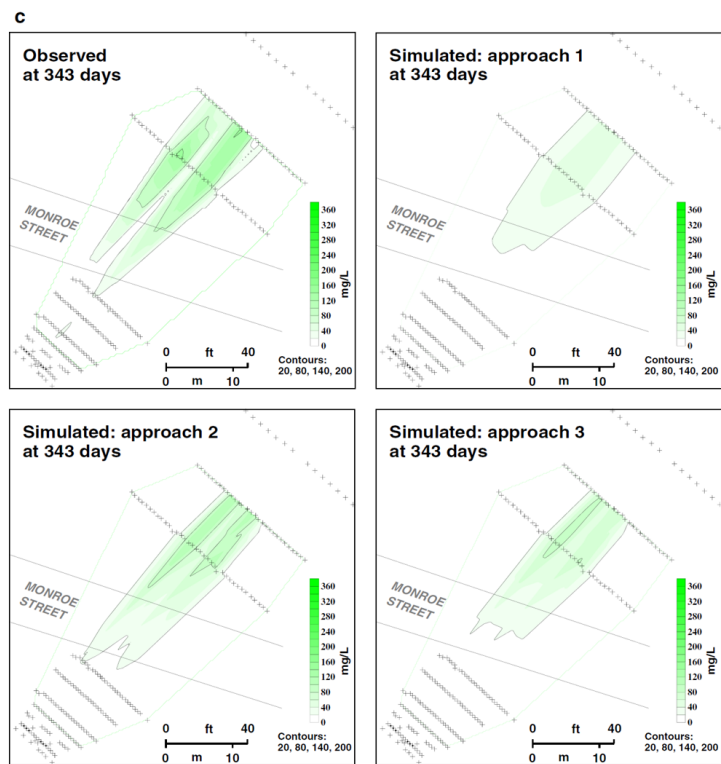 c
Observed
at 343 days
MONROE
STREET
360
320
280
240
200
160
120
80
40
0
mg/L
0 ft 40
0 m 10
Contours:
20, 80, 140, 200
Simulated: approach 1
at 343 days
MONROE
STREET
360
320
280
240
200
160
120
80
40
0
mg/L
0 ft 40
0 m 10
Contours:
20, 80, 140, 200
Simulated: approach 2
at 343 days
MONROE
STREET
360
320
280
240
200
160
120
80
40
0
mg/L
0 ft 40
0 m 10
Contours:
20, 80, 140, 200
Simulated: approach 3
at 343 days
MONROE
STREET
360
320
280
240
200
160
120
80
40
0
mg/L
0 ft 40
0 m 10
Contours:
20, 80, 140, 200